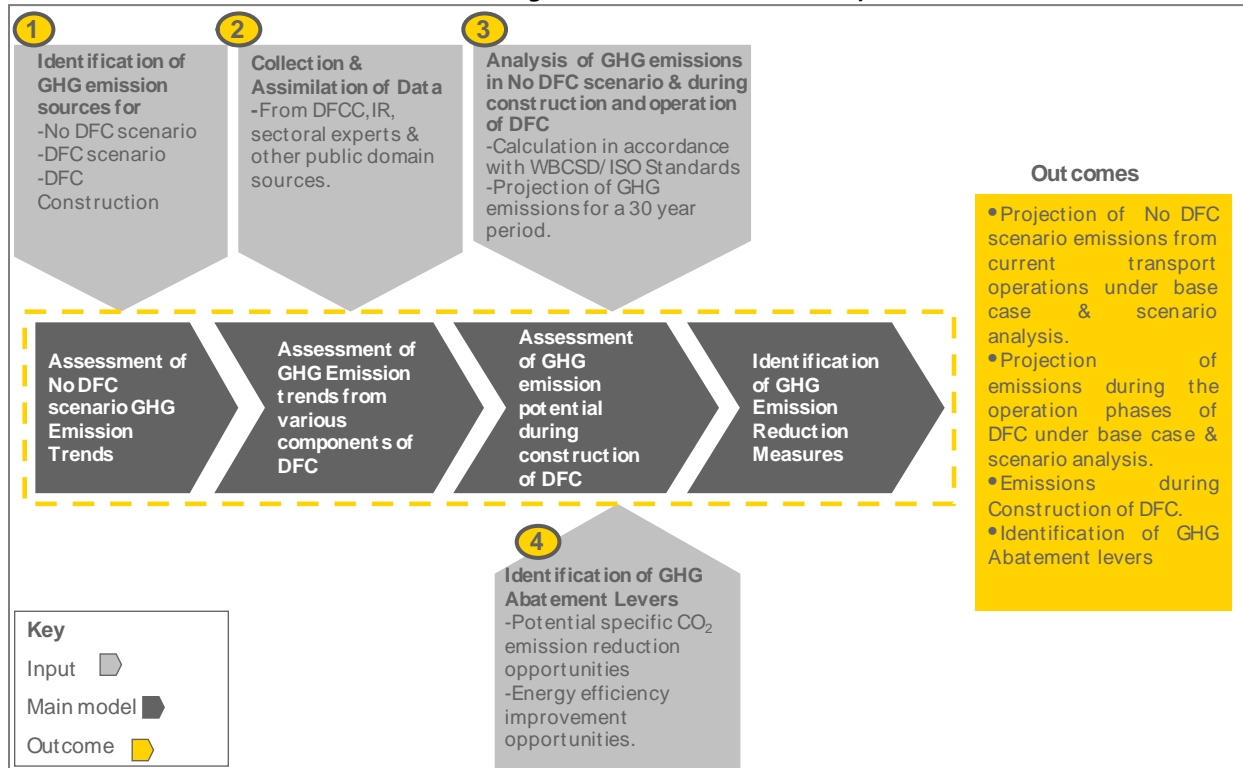 1
Identification of
GHG emission
sources for
-No DFC scenario
-DFC scenario
-DFC
Construction
2
Collection &
Assimilation of Data
-From DFCC, IR,
sectoral experts &
other public domain
sources.
3
Analysis of GHG emissions
in No DFC scenario & during
construction and operation
of DFC
-Calculation in accordance
with WBCSD/ ISO Standards
-Projection of GHG
emissions for a 30 year
period.
Assessment of
No DFC
scenario GHG
Emission
Trends
Assessment of
GHG Emission
trends from
various
components of
DFC
Assessment
of GHG
emission
potential
during
construction
of DFC
Identification
of GHG
Emission
Reduction
Measures
4
Identification of GHG
Abatement Levers
-Potential specific CO₂
emission reduction
opportunities
-Energy efficiency
improvement
opportunities.
Outcomes
•Projection of No DFC
scenario emissions from
current transport
operations under base
case & scenario
analysis.
•Projection of
emissions during the
operation phases of
DFC under base case &
scenario analysis.
•Emissions during
Construction of DFC.
•Identification of GHG
Abatement levers
Key
Input
Main model
Outcome